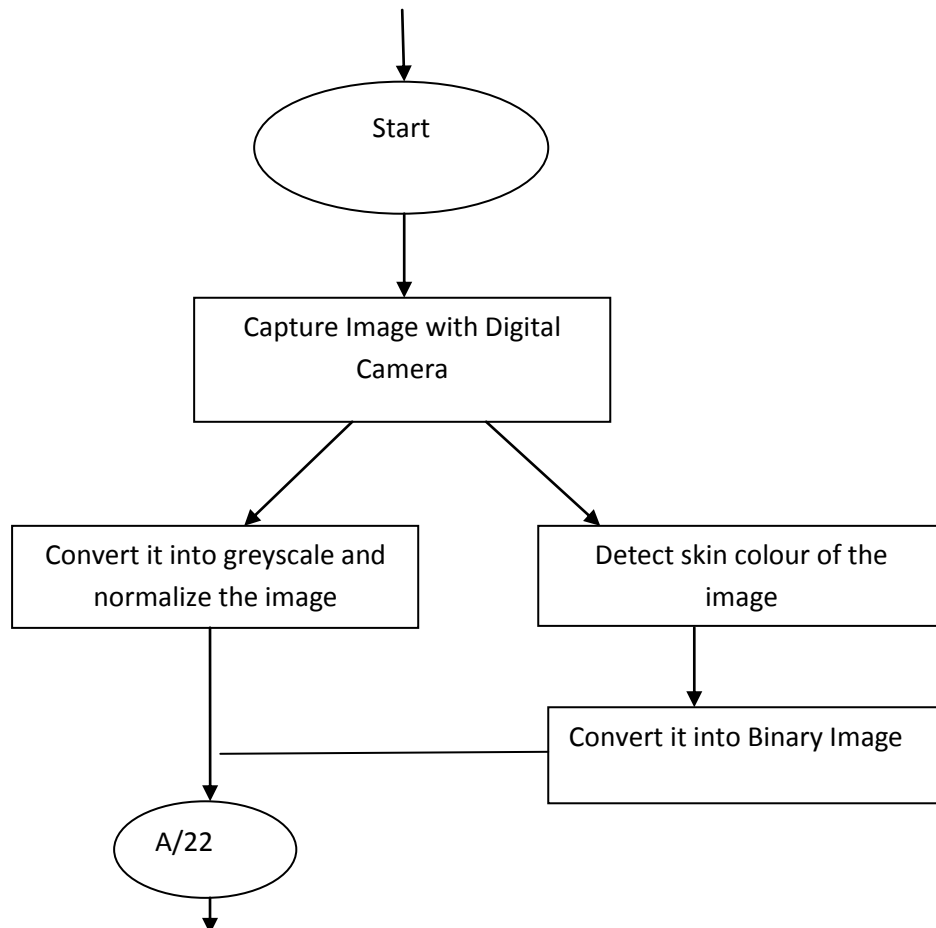 Start
Capture Image with Digital
Camera
Convert it into greyscale and
normalize the image
Detect skin colour of the
image
Convert it into Binary Image
A/22